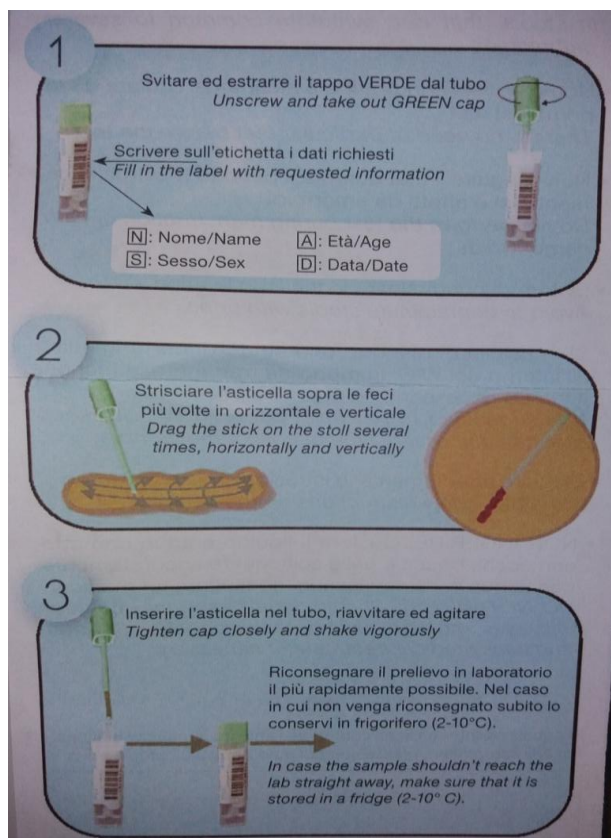 1
Svitare ed estrarre il tappo VERDE dal tubo
Unscrew and take out GREEN cap
Scrivere sull'etichetta i dati richiesti
Fill in the label with requested information
N: Nome/Name
A: Età/Age
S: Sesso/Sex
D: Data/Date
2
Strisciare l'asticella sopra le feci
più volte in orizzontale e verticale
Drag the stick on the stoll several
times, horizontally and vertically
3
Inserire l'asticella nel tubo, riavvitare ed agitare
Tighten cap closely and shake vigorously
Riconsegnare il prelievo in laboratorio
il più rapidamente possibile. Nel caso
in cui non venga riconsegnato subito lo
conservi in frigorifero (2-10°C).
In case the sample shouldn't reach the
lab straight away, make sure that it is
stored in a fridge (2-10° C).